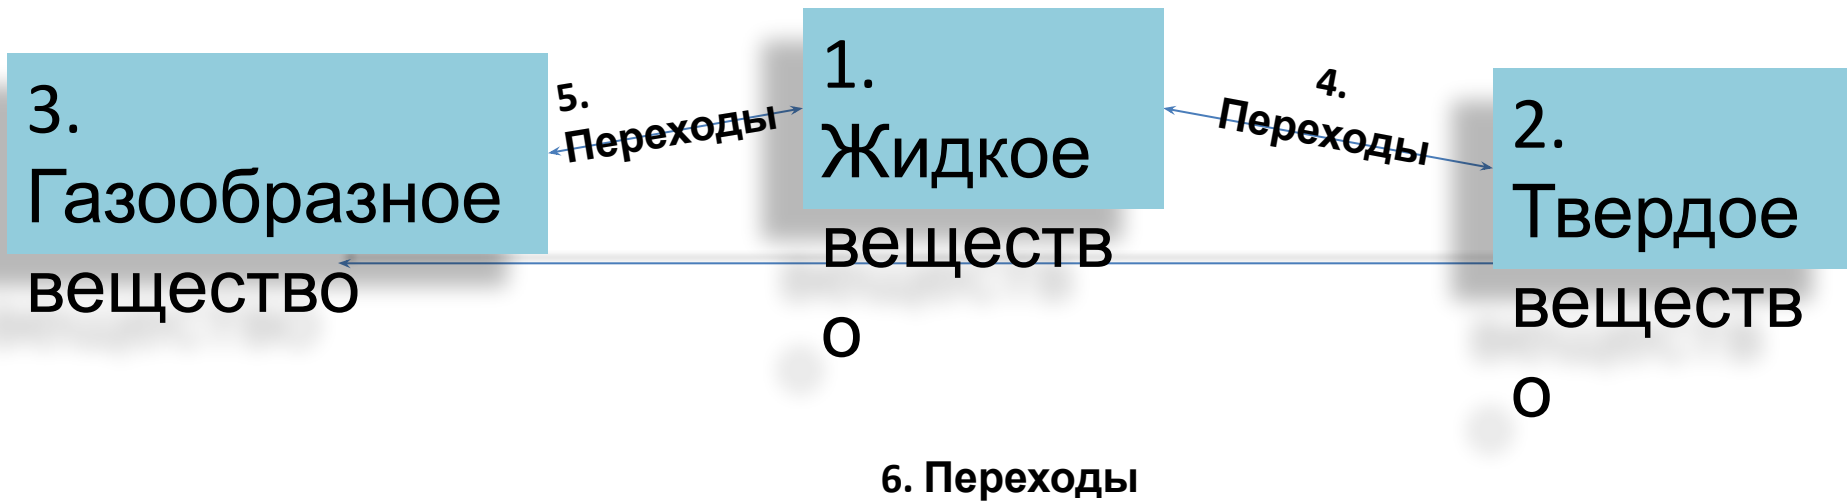 3.
Газообразное
вещество
5.
Переходы
1.
Жидкое
веществ
о
4.
Переходы
2.
Твердое
веществ
о
6. Переходы